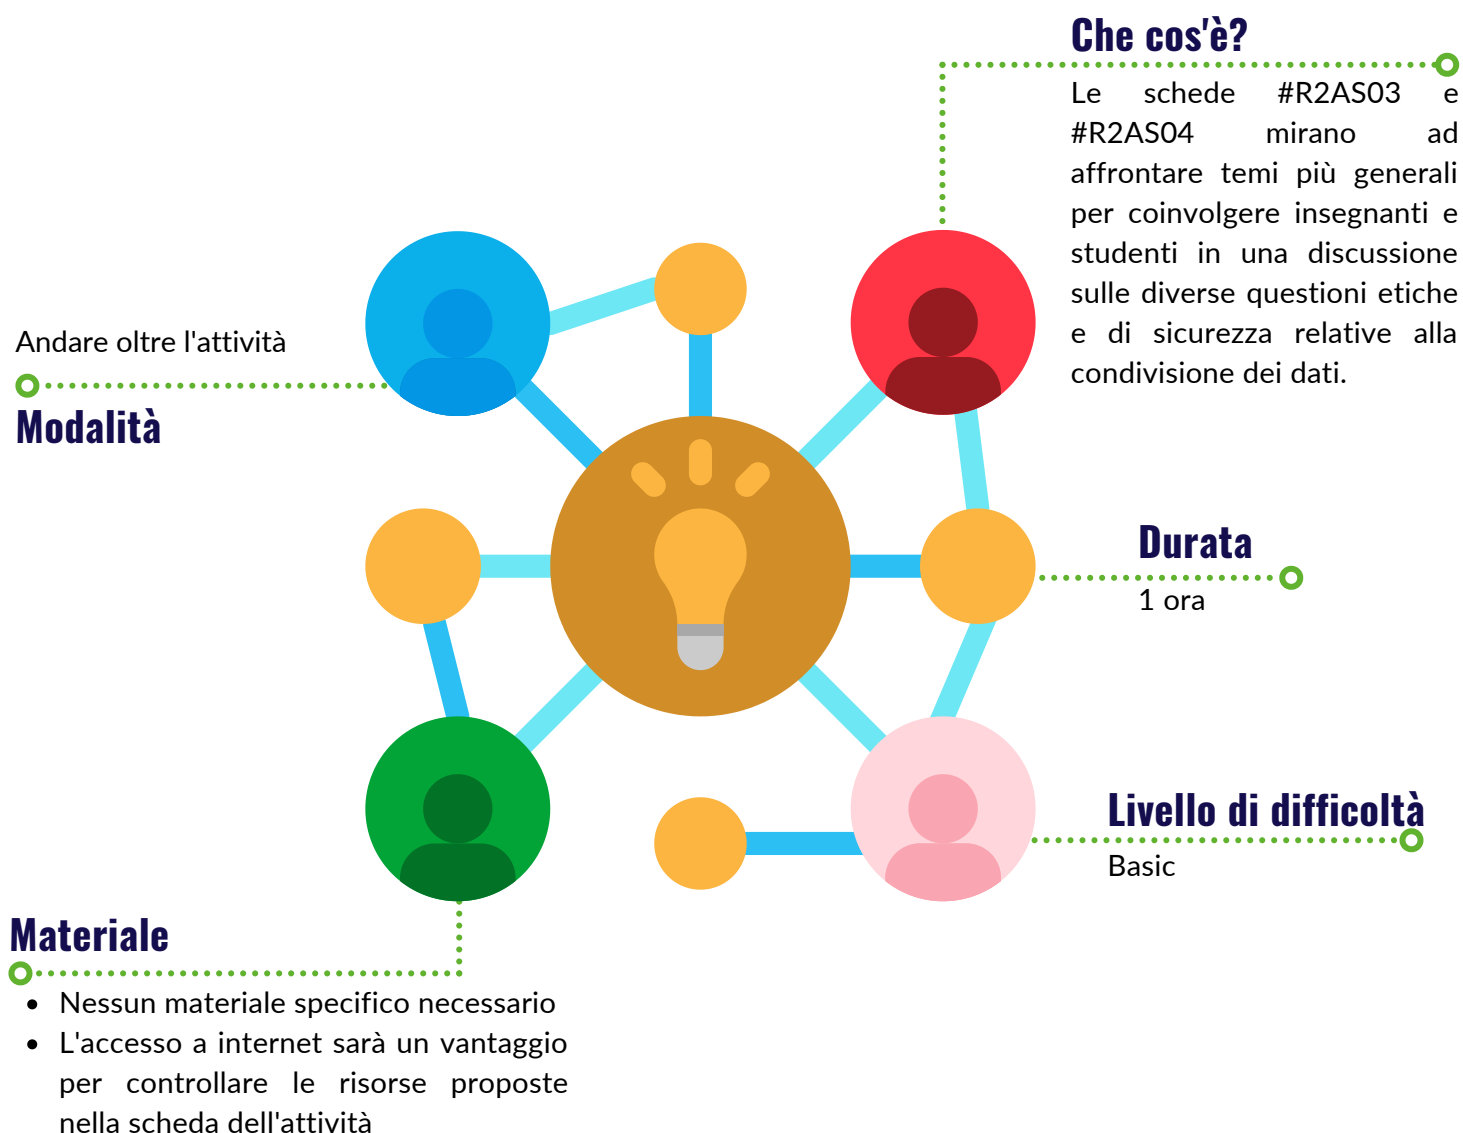 Che cos'è?
Le schede #R2AS03 e
#R2AS04 mirano ad
affrontare temi più generali
per coinvolgere insegnanti e
studenti in una discussione
sulle diverse questioni etiche
e di sicurezza relative alla
condivisione dei dati.
Andare oltre l'attività
Modalità
Durata
1 ora
Livello di difficoltà
Basic
Materiale
• Nessun materiale specifico necessario
• L'accesso a internet sarà un vantaggio
per controllare le risorse proposte
nella scheda dell'attività